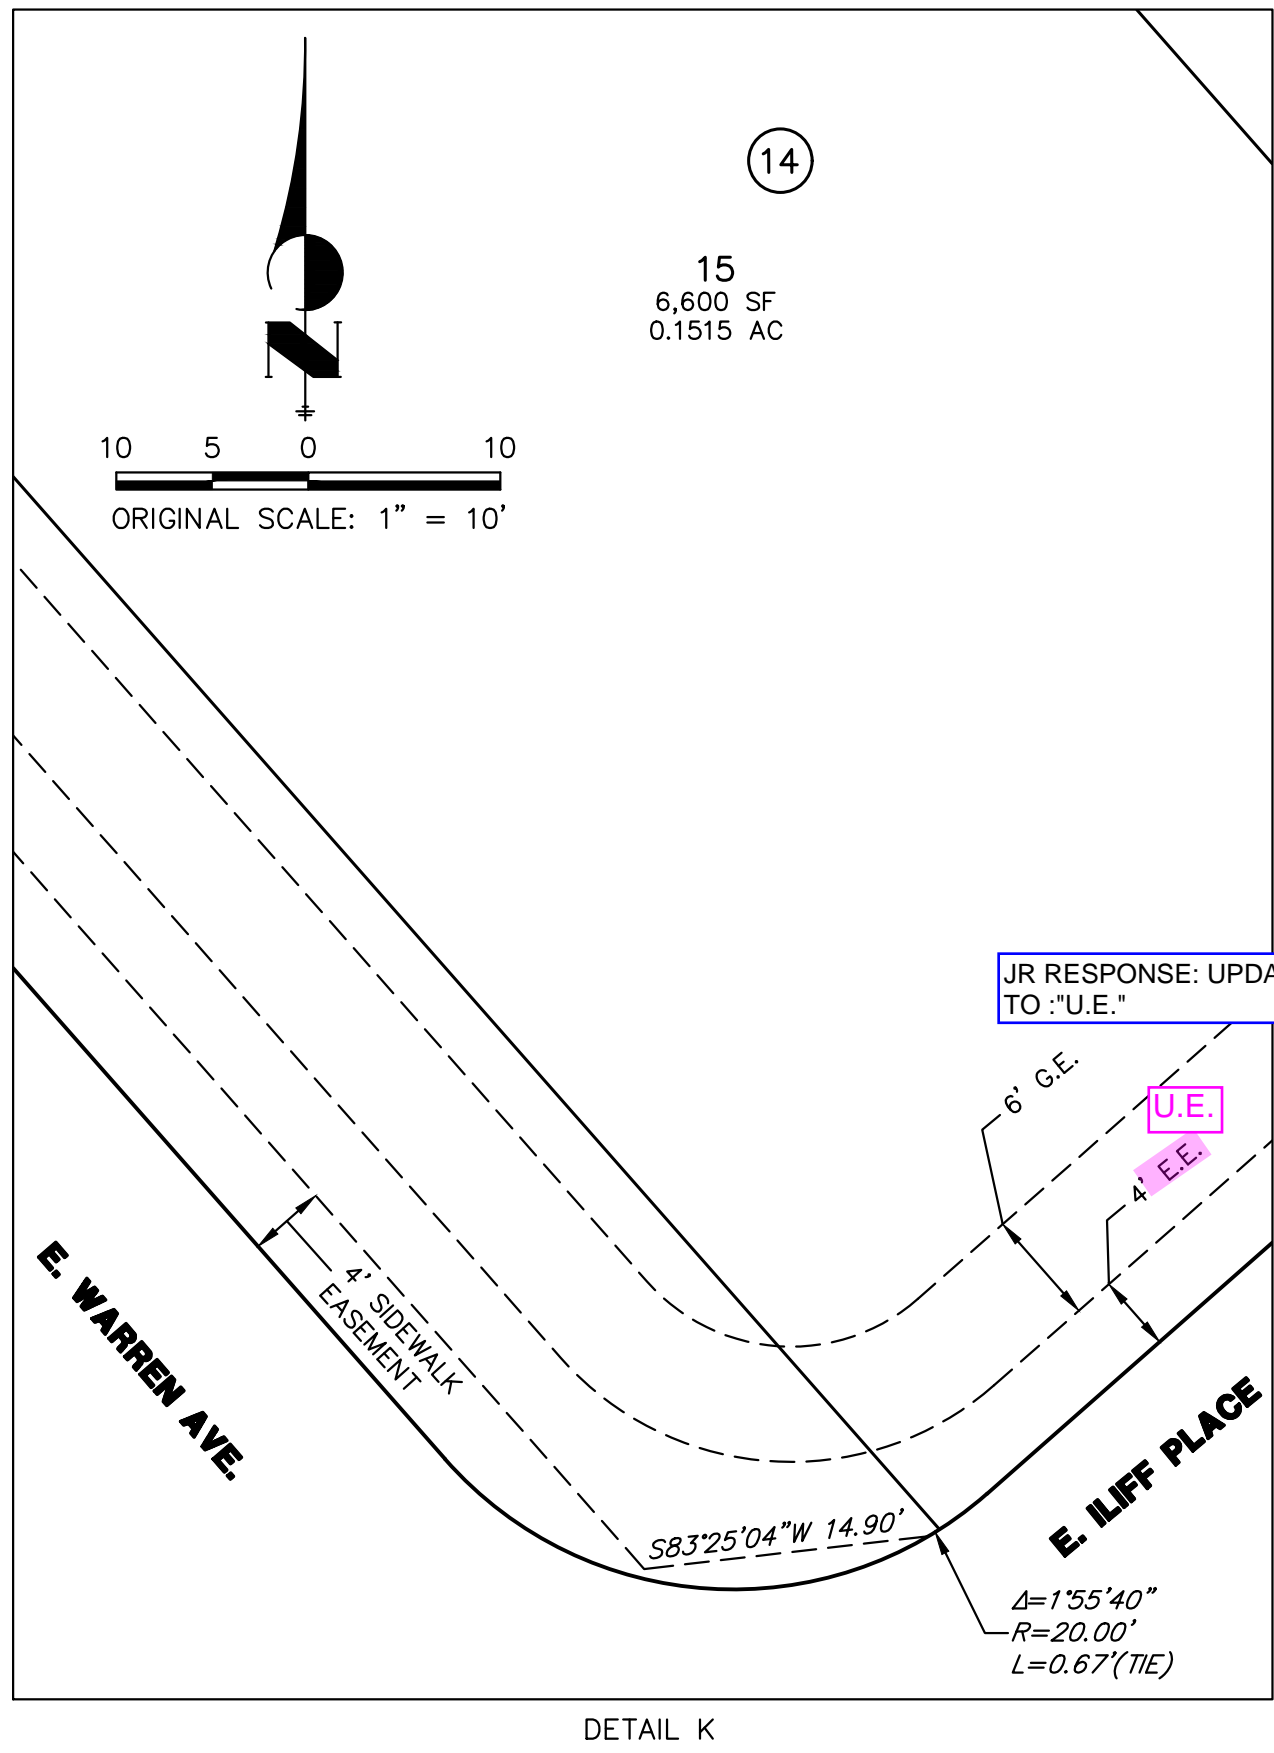 14
15
6,600 SF
0.1515 AC
N
10 5 0 10
ORIGINAL SCALE: 1” = 10’
JR RESPONSE: UPDA
TO :"U.E."
6’ G.E.
U.E.
4’ E.E.
4’ SIDEWALK
EASEMENT
E. WARREN AVE.
E. ILIFF PLACE
S83°25’04”W 14.90’
Δ=1°55’40”
R=20.00’
L=0.67’(TIE)
DETAIL K